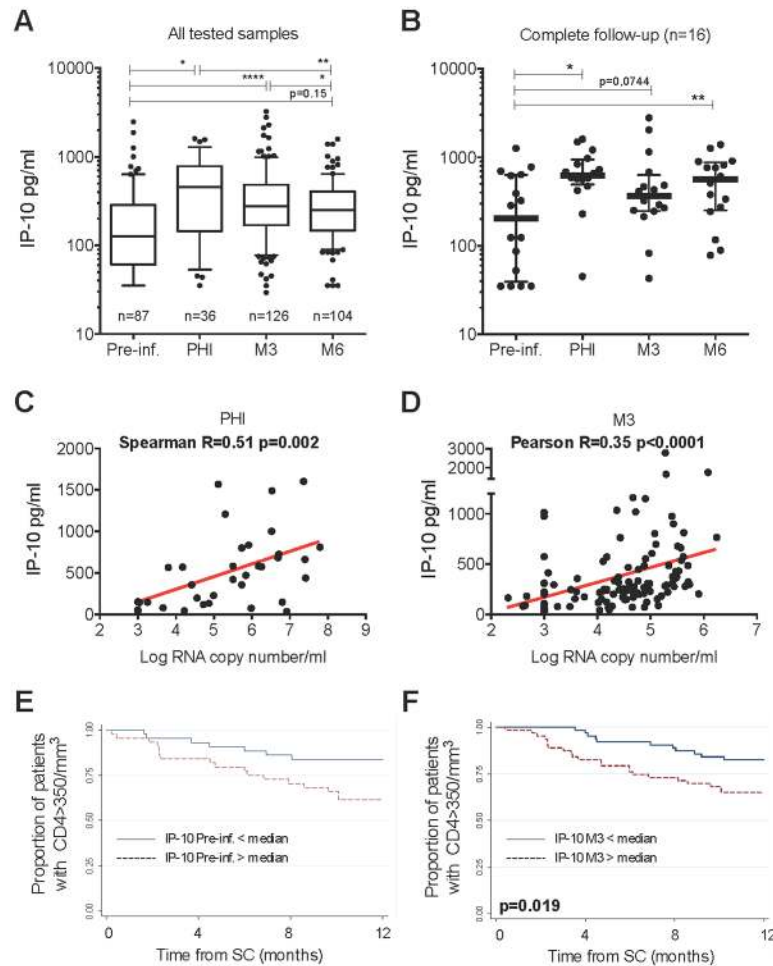 A
All tested samples
* **
**** *
p=0.15
10000
1000
100
10
IP-10 pg/ml
n=87 n=36 n=126 n=104
Pre-inf. PHI M3 M6
B
Complete follow-up (n=16)
*
p=0,0744
**
10000
1000
100
10
IP-10 pg/ml
Pre-inf. PHI M3 M6
C
PHI
Spearman R=0.51 p=0.002
2000
1500
1000
500
0
IP-10 pg/ml
2 3 4 5 6 7 8 9
Log RNA copy number/ml
D
M3
Pearson R=0.35 p<0.0001
3000
2000
1000
500
0
IP-10 pg/ml
2 3 4 5 6 7
Log RNA copy number/ml
E
1.00
0.75
0.50
0.25
0.00
Proportion of patients
with CD4>350/mm3
IP-10 Pre-inf. < median
IP-10 Pre-inf. > median
0 4 8 12
Time from SC (months)
F
1.00
0.75
0.50
0.25
0.00
Proportion of patients
with CD4>350/mm3
IP-10 M3 < median
IP-10 M3 > median
p=0.019
0 4 8 12
Time from SC (months)